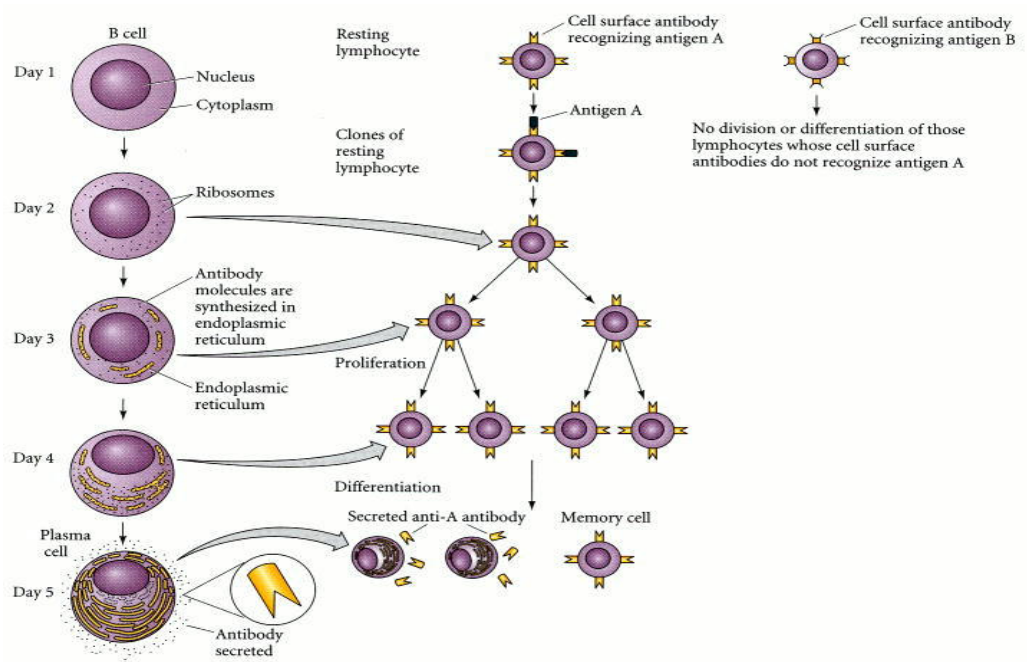 B cell
Day 1
Nucleus
Cytoplasm
Day 2
Ribosomes
Day 3
Antibody
molecules are
synthesized in
endoplasmic
reticulum
Endoplasmic
reticulum
Day 4
Plasma
cell
Day 5
Antibody
secreted
Resting
lymphocyte
Cell surface antibody
recognizing antigen A
Antigen A
Clones of
resting
lymphocyte
Proliferation
Differentiation
Secreted anti-A antibody
Memory cell
Cell surface antibody
recognizing antigen B
No division or differentiation of those
lymphocytes whose cell surface
antibodies do not recognize antigen A